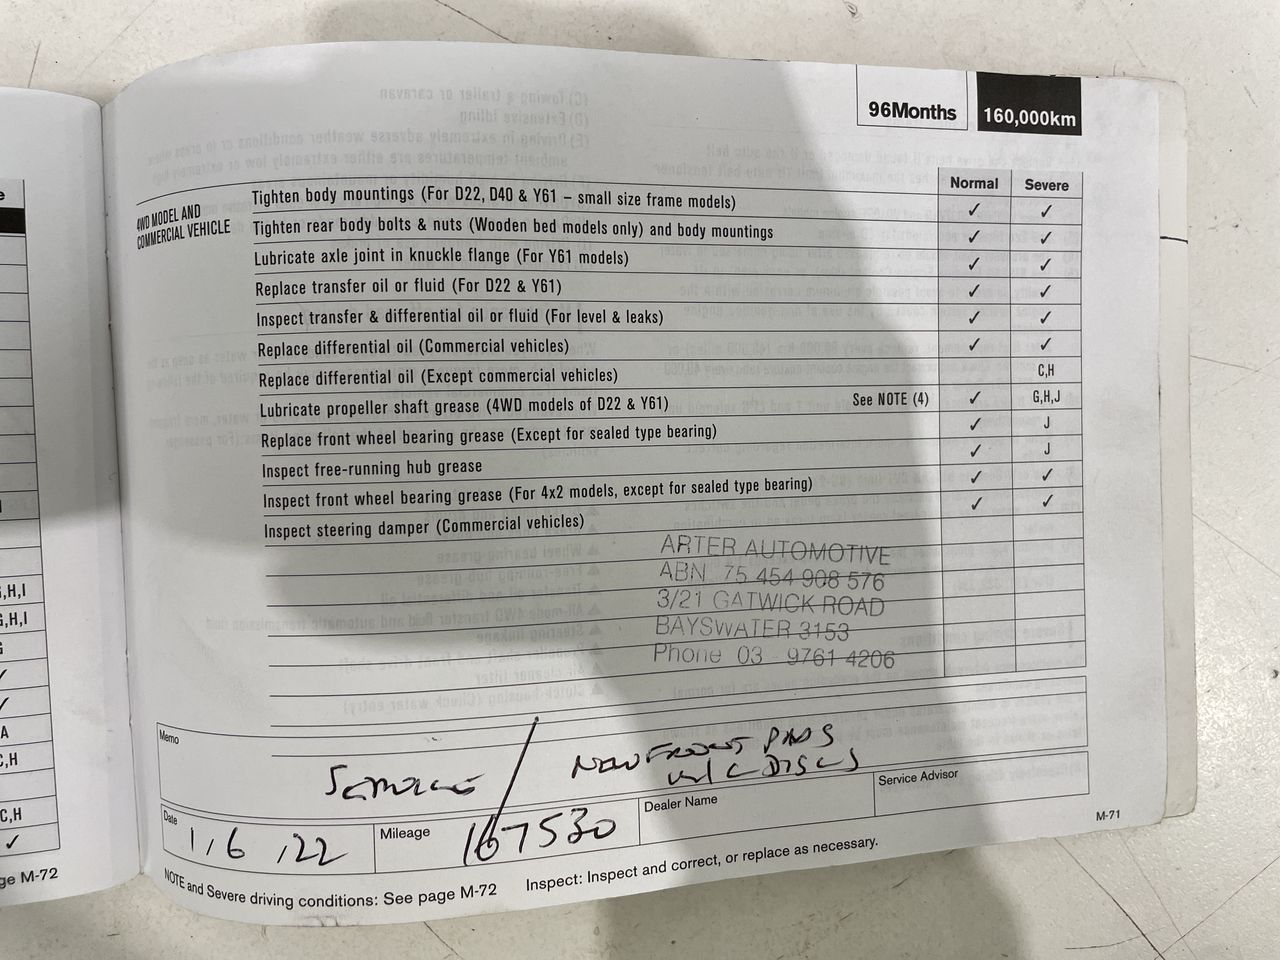 96Months 160,000km
Normal Severe
4WD MODEL AND
COMMERCIAL VEHICLE
Tighten body mountings (For D22, D40 & Y61 – small size frame models) ✓ ✓
Tighten rear body bolts & nuts (Wooden bed models only) and body mountings ✓ ✓
Lubricate axle joint in knuckle flange (For Y61 models) ✓ ✓
Replace transfer oil or fluid (For D22 & Y61) ✓ ✓
Inspect transfer & differential oil or fluid (For level & leaks) ✓ ✓
Replace differential oil (Commercial vehicles) ✓ ✓
Replace differential oil (Except commercial vehicles) C,H
Lubricate propeller shaft grease (4WD models of D22 & Y61) See NOTE (4) ✓ G,H,J
Replace front wheel bearing grease (Except for sealed type bearing) ✓ J
Inspect free-running hub grease ✓ J
Inspect front wheel bearing grease (For 4x2 models, except for sealed type bearing) ✓ ✓
Inspect steering damper (Commercial vehicles) ✓ ✓
ARTER AUTOMOTIVE
ABN 75 454 908 576
3/21 GATWICK ROAD
BAYSWATER 3153
Phone 03 9761 4206
Memo
SERVICE / NEW FRONT PADS
DISCS
Date 1,6,22 Mileage 167530 Dealer Name Service Advisor
M-71
NOTE and Severe driving conditions: See page M-72 Inspect: Inspect and correct, or replace as necessary.
G,H,I
G,H,I
G
✓
✓
A
C,H
C,H
✓
ge M-72